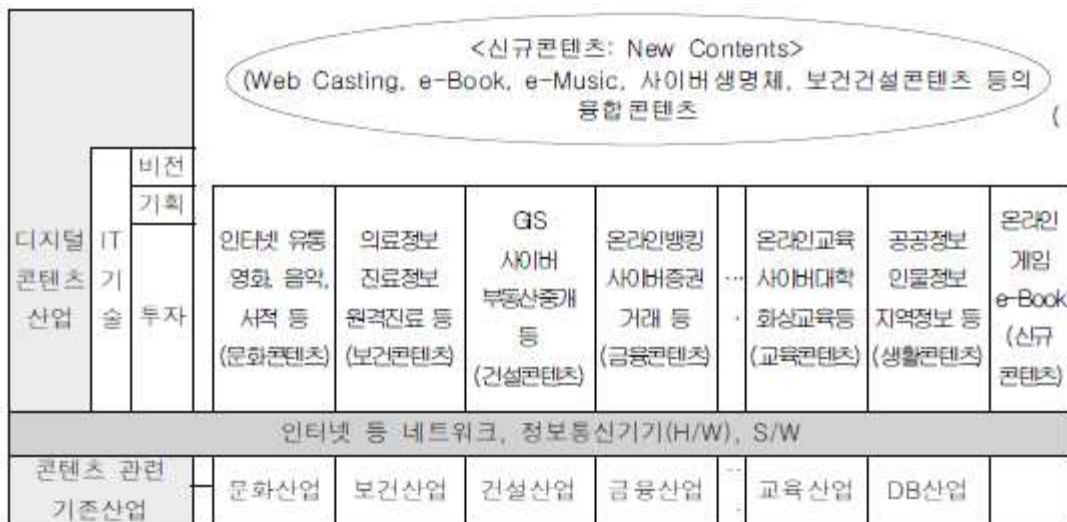 <신규콘텐츠: New Contents>
(Web Casting, e-Book, e-Music, 사이버생명체, 보건건설콘텐츠 등의
융합콘텐츠
(
비전
기획
디지털
콘텐츠
산업
IT
기
술
투자
인터넷 유통
영화, 음악,
서적 등
(문화콘텐츠)
의료정보
진료정보
원격진료 등
(보건콘텐츠)
GIS
사이버
부동산중개
등
(건설콘텐츠)
온라인뱅킹
사이버증권
거래 등
(금융콘텐츠)
...
.
온라인교육
사이버대학
화상교육등
(교육콘텐츠)
공공정보
인물정보
지역정보 등
(생활콘텐츠)
온라인
게임
e-Book
(신규
콘텐츠)
인터넷 등 네트워크, 정보통신기기(H/W), S/W
콘텐츠 관련
기존산업
문화산업
보건산업
건설산업
금융산업
...
교육산업
DB산업